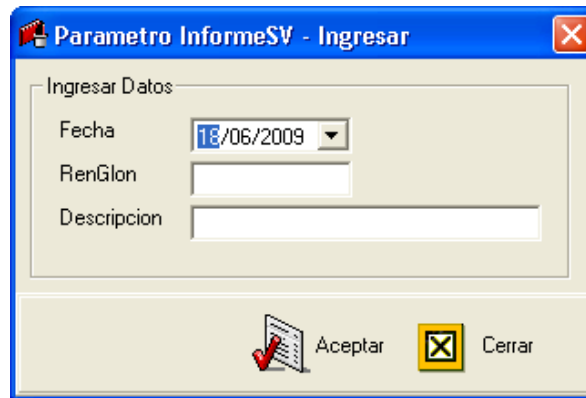 Parametro InformeSV - Ingresar
Ingresar Datos
Fecha 18/06/2009
RenGlon
Descripcion
Aceptar Cerrar